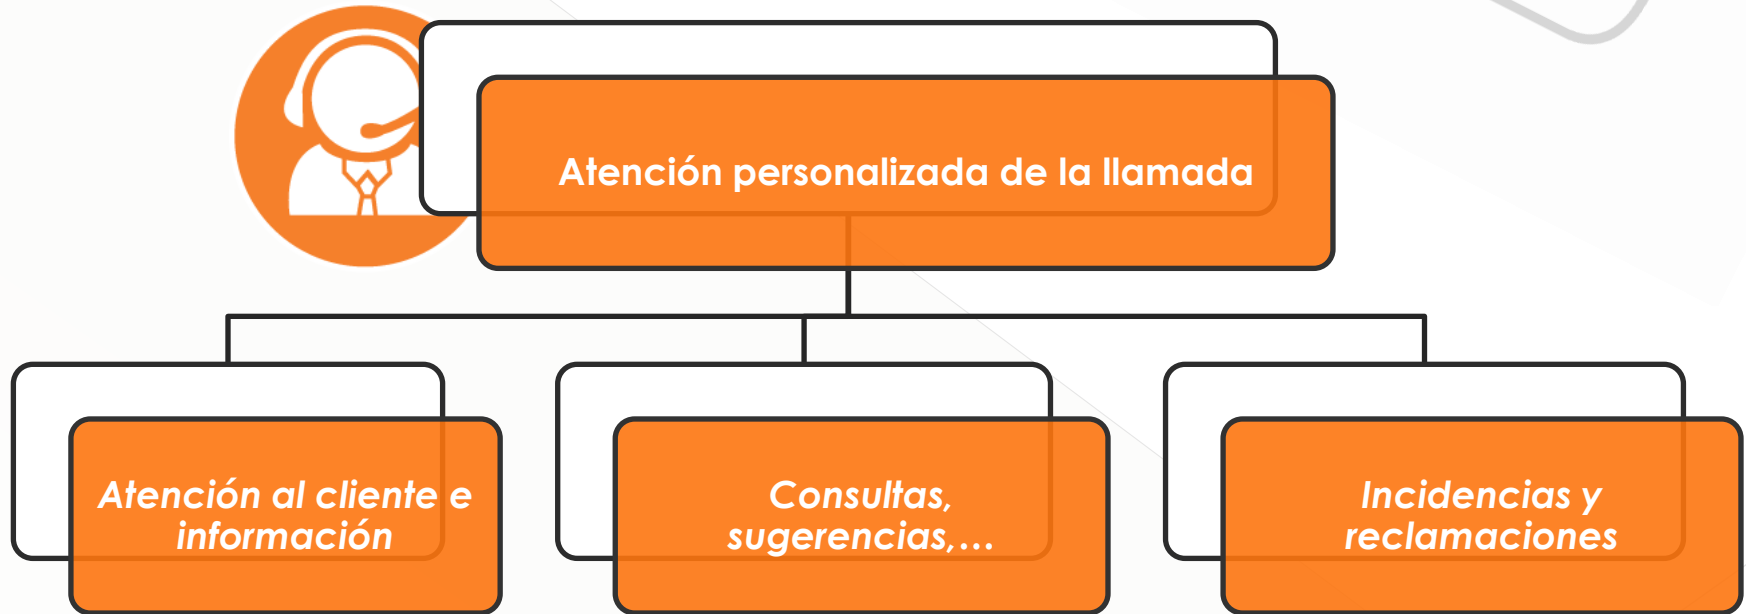 Atención personalizada de la llamada
Atención al cliente e
información
Consultas,
sugerencias,…
Incidencias y
reclamaciones